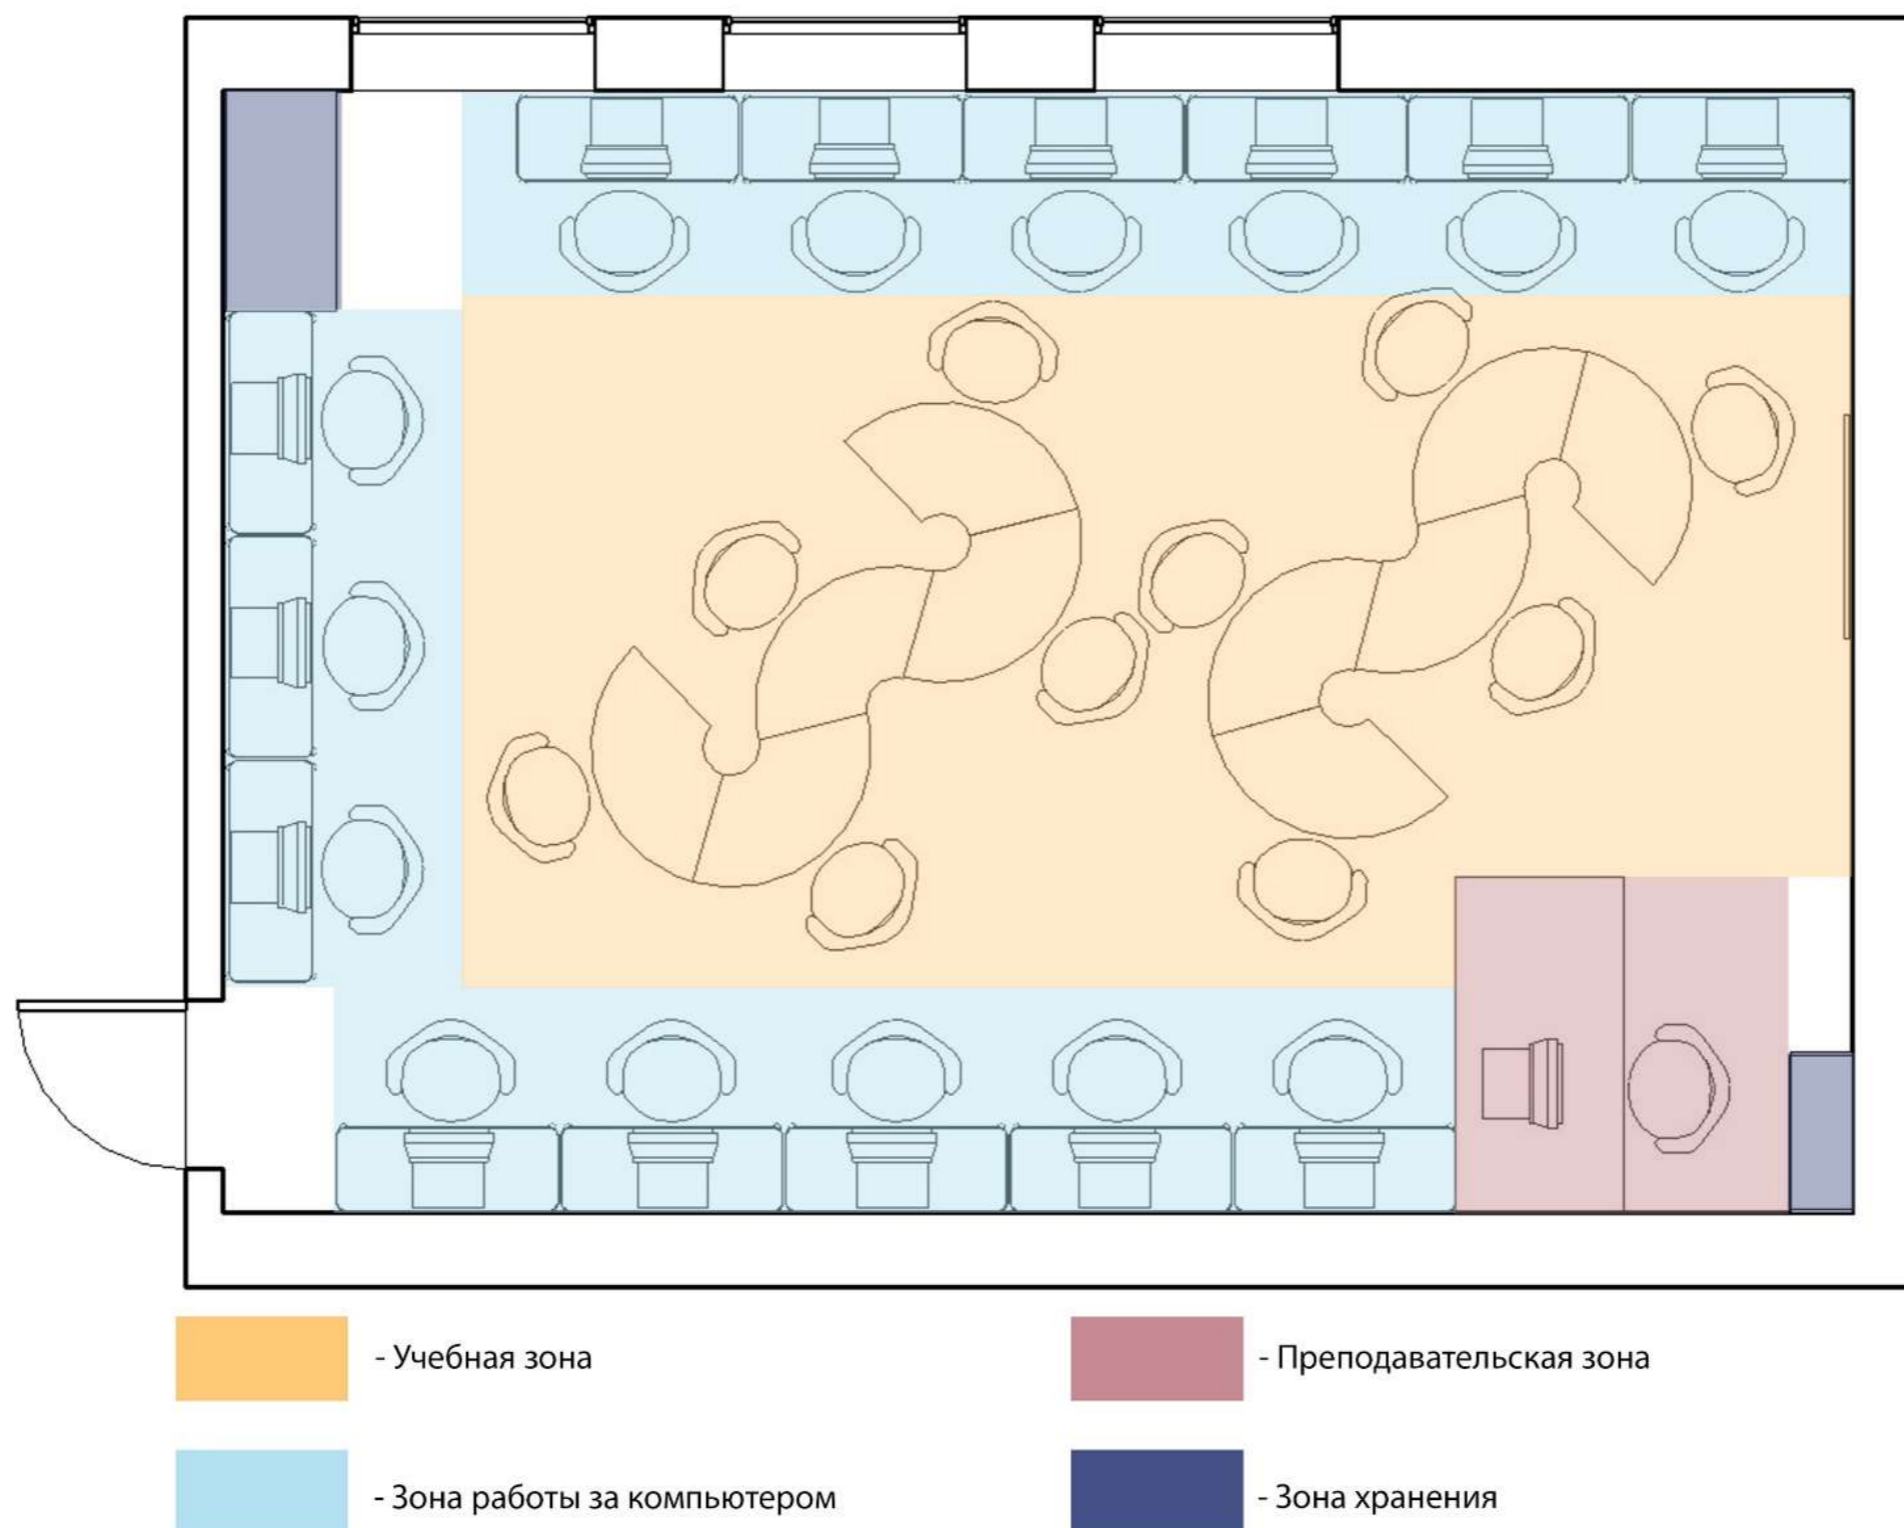 - Учебная зона
- Преподавательская зона
- Зона работы за компьютером
- Зона хранения